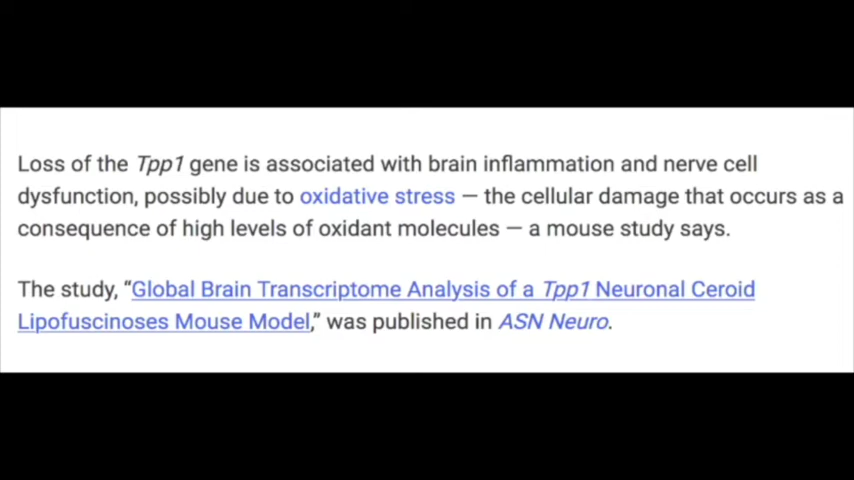 Loss of the Tpp1 gene is associated with brain inflammation and nerve cell
dysfunction, possibly due to oxidative stress — the cellular damage that occurs as a
consequence of high levels of oxidant molecules — a mouse study says.
The study, “Global Brain Transcriptome Analysis of a Tpp1 Neuronal Ceroid
Lipofuscinoses Mouse Model,” was published in ASN Neuro.